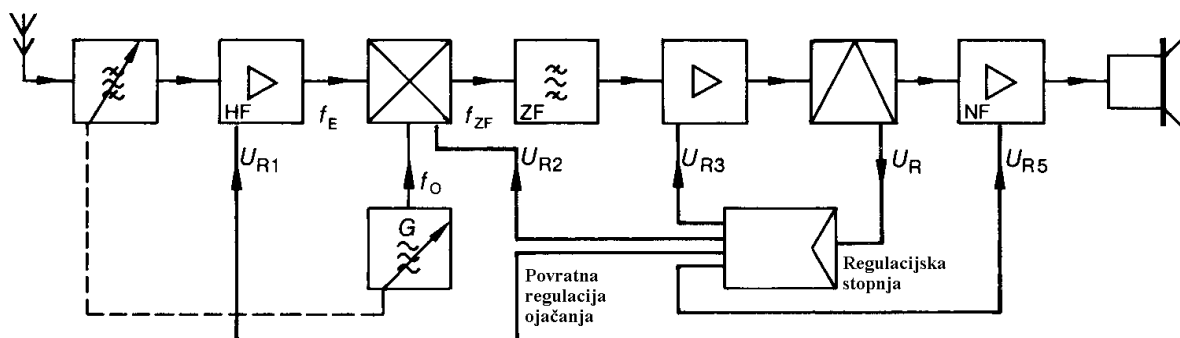 HF
f_E
f_ZF
ZF
NF
U_R1
U_R2
U_R3
U_R
U_R5
f_O
G
Povratna
regulacija
ojačanja
Regulacijska
stopnja